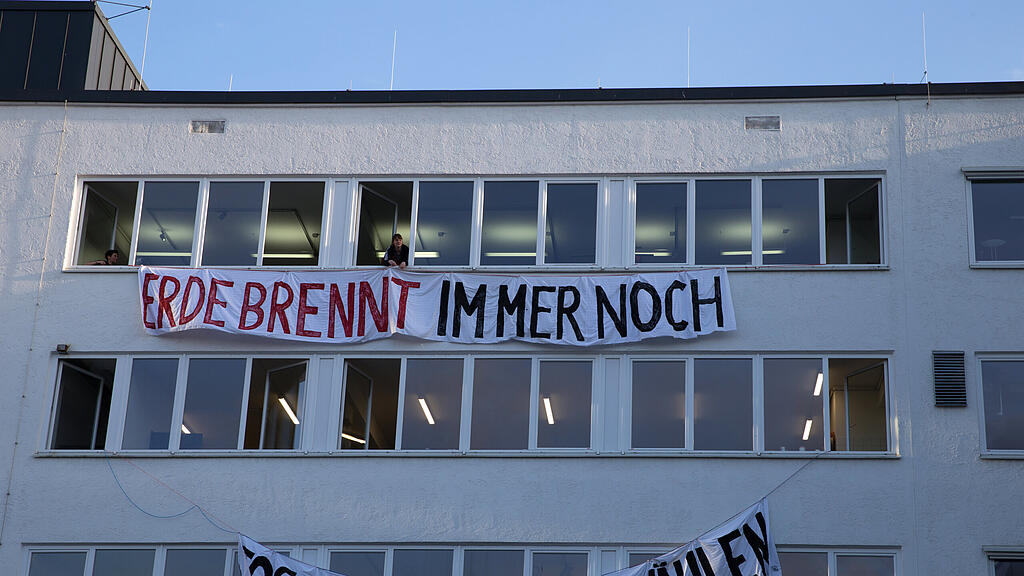 ERDE BRENNT IMMER NOCH